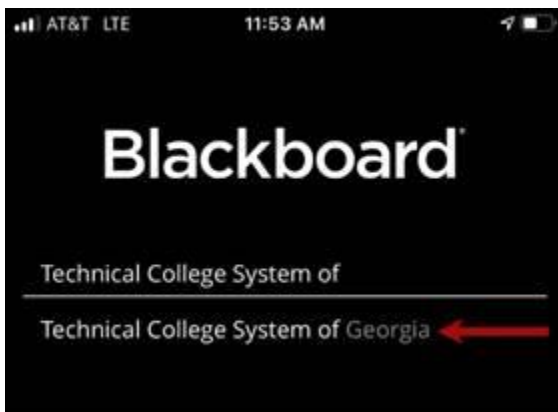 AT&T LTE 11:53 AM
Blackboard
Technical College System of
Technical College System of Georgia